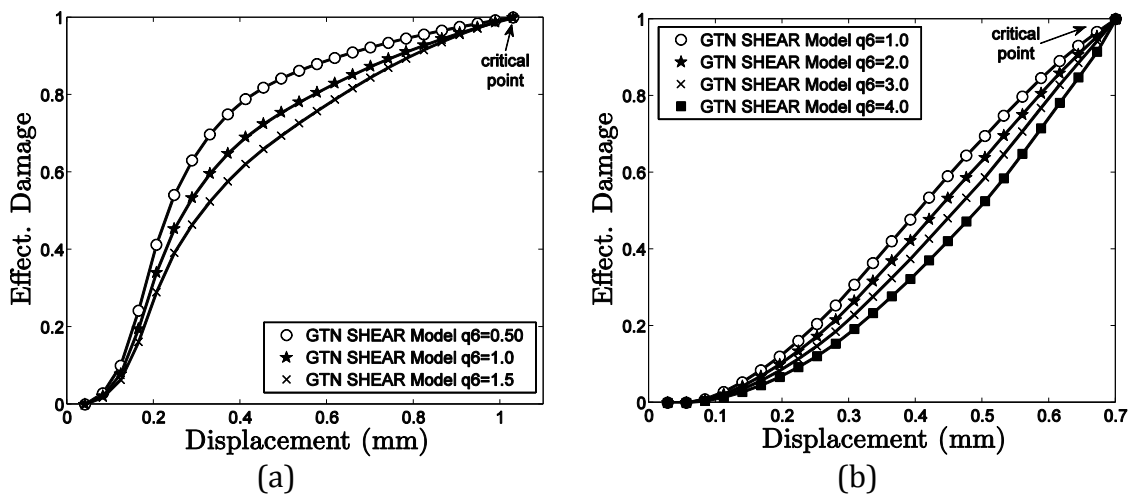 1
0.8
0.6
0.4
0.2
0
Effect. Damage
critical
point
GTN SHEAR Model q6=0.50
GTN SHEAR Model q6=1.0
GTN SHEAR Model q6=1.5
0 0.2 0.4 0.6 0.8 1
Displacement (mm)
(a)
1
0.8
0.6
0.4
0.2
0
Effect. Damage
GTN SHEAR Model q6=1.0
GTN SHEAR Model q6=2.0
GTN SHEAR Model q6=3.0
GTN SHEAR Model q6=4.0
critical
point
0 0.1 0.2 0.3 0.4 0.5 0.6 0.7
Displacement (mm)
(b)